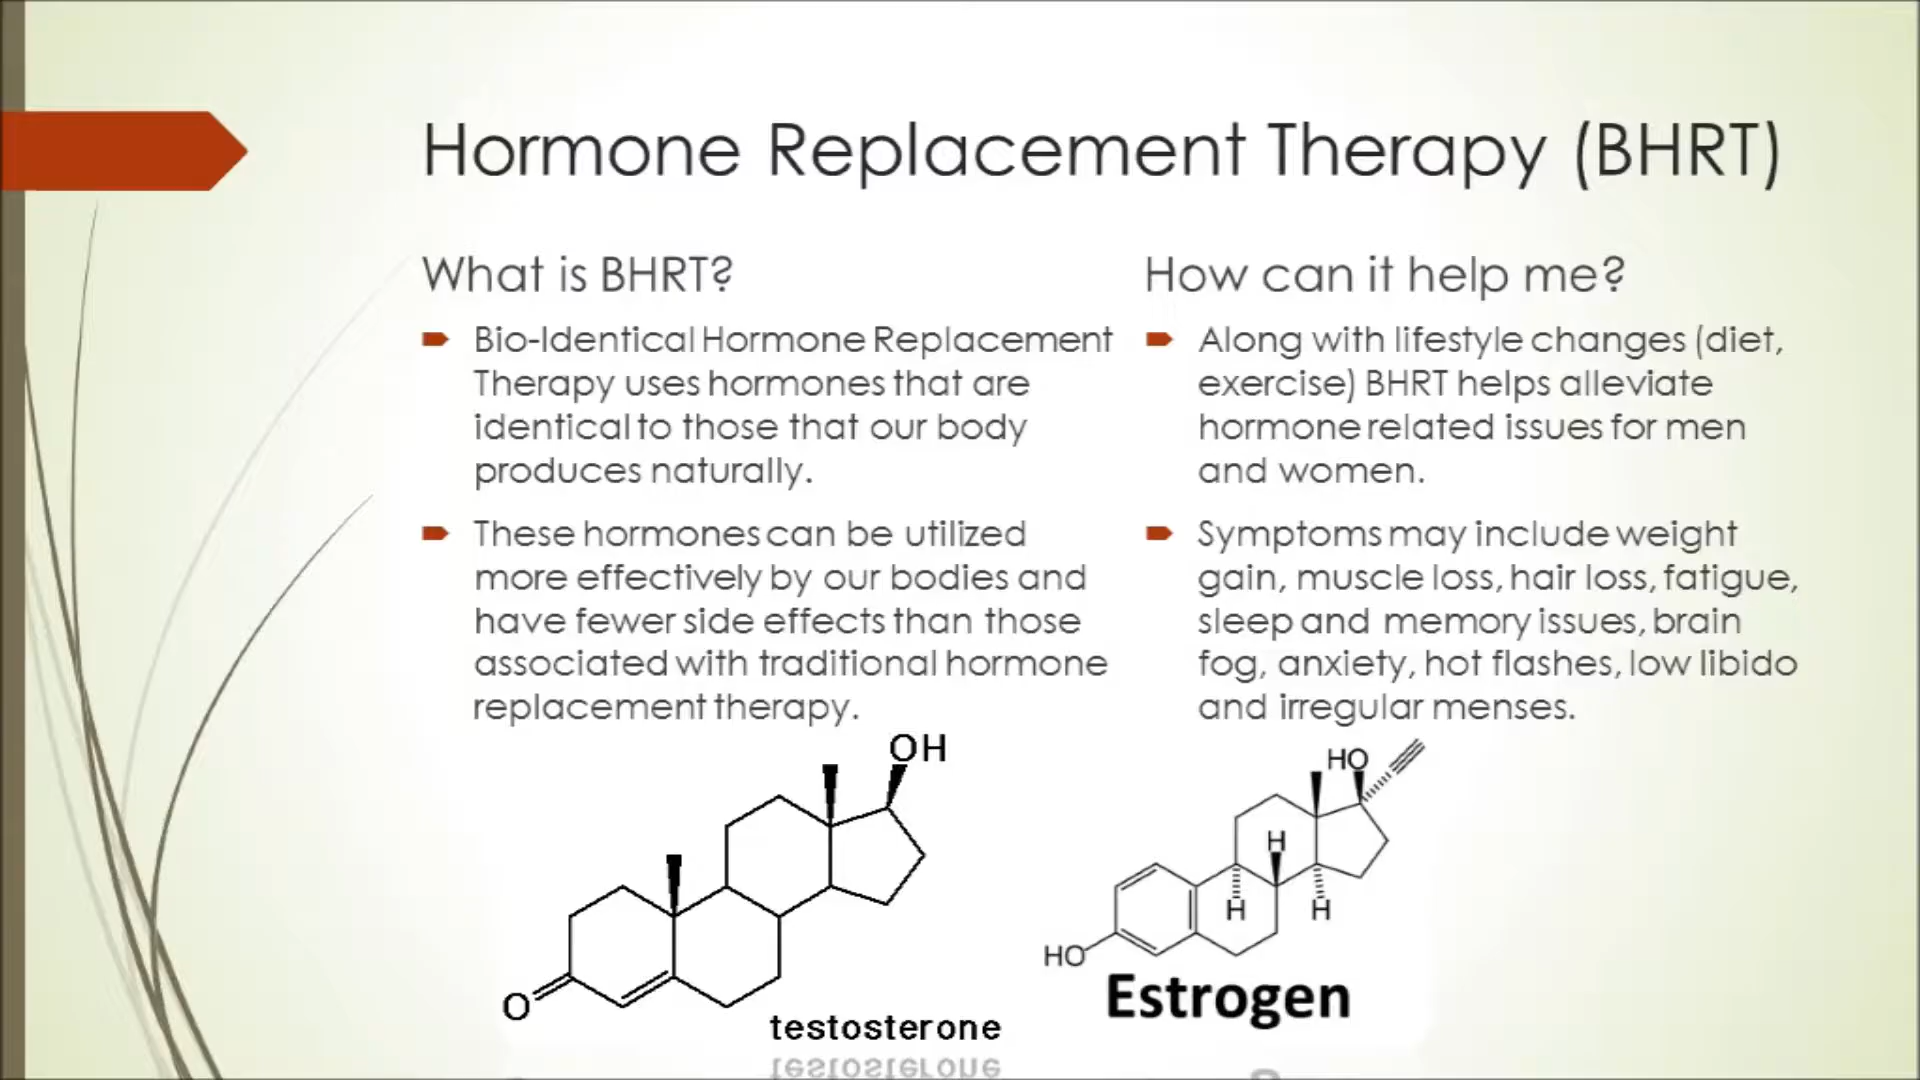 Hormone Replacement Therapy (BHRT)
What is BHRT?
Bio-Identical Hormone Replacement
Therapy uses hormones that are
identical to those that our body
produces naturally.
These hormones can be utilized
more effectively by our bodies and
have fewer side effects than those
associated with traditional hormone
replacement therapy.
How can it help me?
Along with lifestyle changes (diet,
exercise) BHRT helps alleviate
hormone related issues for men
and women.
Symptoms may include weight
gain, muscle loss, hair loss, fatigue,
sleep and memory issues, brain
fog, anxiety, hot flashes, low libido
and irregular menses.
OH
O
testosterone
HO
H
H
H
HO
Estrogen